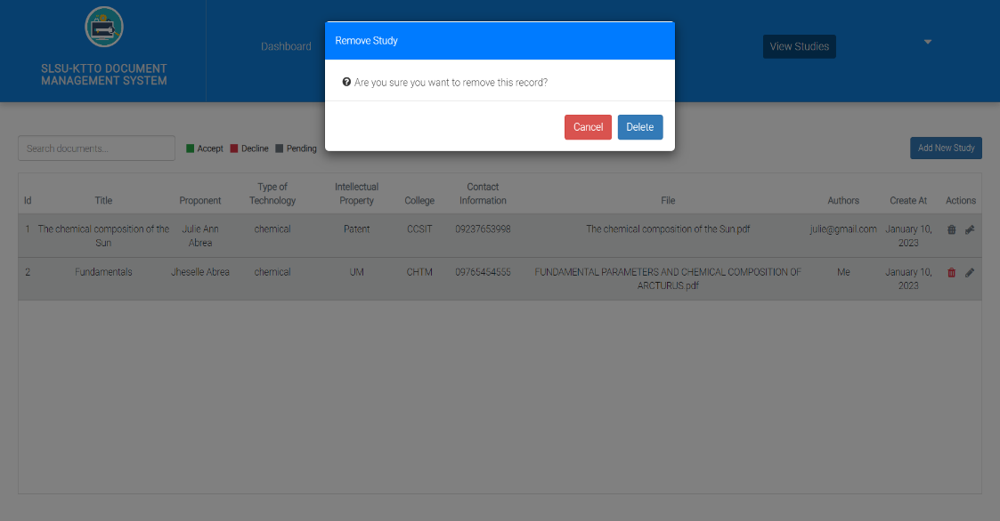 SLSU-KTTO DOCUMENT
MANAGEMENT SYSTEM
Dashboard
View Studies
Remove Study
Are you sure you want to remove this record?
Cancel
Delete
Search documents...
Accept
Decline
Pending
Add New Study
Id
Title
Proponent
Type of
Technology
Intellectual
Property
College
Contact
Information
File
Authors
Create At
Actions
1
The chemical composition of the
Sun
Julie Ann
Abrea
chemical
Patent
CCSIT
09237653998
The chemical composition of the Sun.pdf
julie@gmail.com
January 10,
2023
2
Fundamentals
Jheselle Abrea
chemical
UM
CHTM
09765454555
FUNDAMENTAL PARAMETERS AND CHEMICAL COMPOSITION OF
ARCTURUS.pdf
Me
January 10,
2023